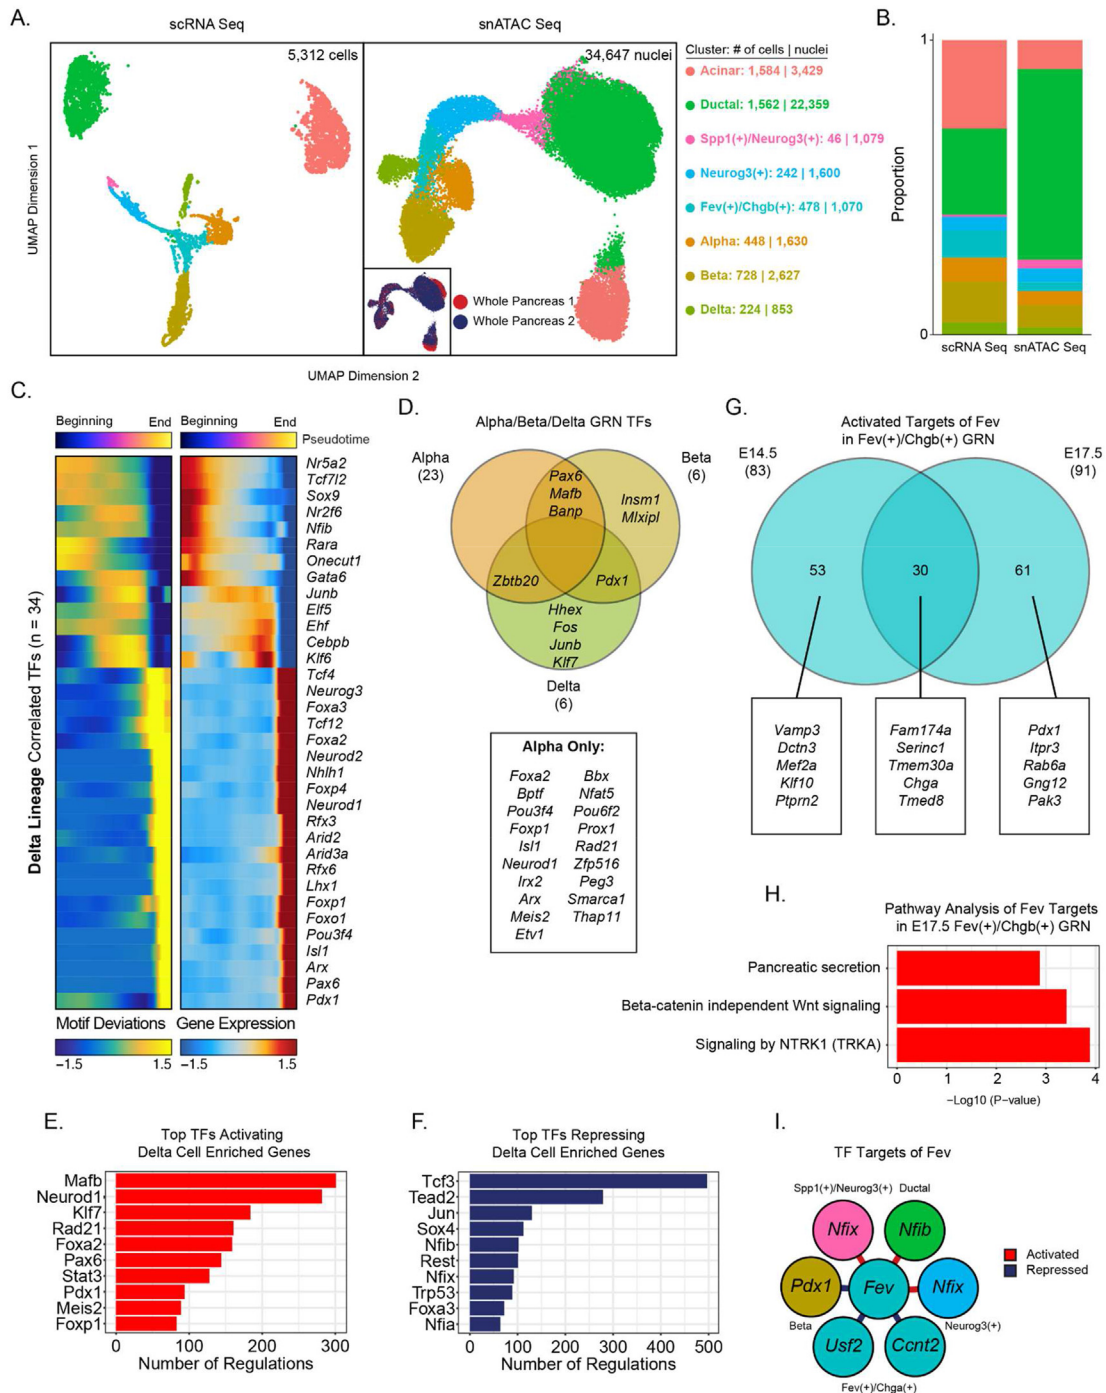 A.
scRNA Seq
snATAC Seq
5,312 cells
34,647 nuclei
UMAP Dimension 1
UMAP Dimension 2
Whole Pancreas 1
Whole Pancreas 2
Cluster: # of cells | nuclei
Acinar: 1,584 | 3,429
Ductal: 1,562 | 22,359
Spp1(+)/Neurog3(+): 46 | 1,079
Neurog3(+): 242 | 1,600
Fev(+)/Chgb(+): 478 | 1,070
Alpha: 448 | 1,630
Beta: 728 | 2,627
Delta: 224 | 853
B.
1
Proportion
0
scRNA Seq
snATAC Seq
C.
Beginning
End
Beginning
End
Pseudotime
Delta Lineage Correlated TFs (n = 34)
Nr5a2
Tcf7l2
Sox9
Nr2f6
Nfib
Rara
Onecut1
Gata6
Junb
Elf5
Ehf
Cebpb
Klf6
Tcf4
Neurog3
Foxa3
Tcf12
Foxa2
Neurod2
Nhlh1
Foxp4
Neurod1
Rfx3
Arid2
Arid3a
Rfx6
Lhx1
Foxp1
Foxo1
Pou3f4
Isl1
Arx
Pax6
Pdx1
Motif Deviations
Gene Expression
−1.5
1.5
−1.5
1.5
D.
Alpha/Beta/Delta GRN TFs
Alpha
(23)
Beta
(6)
Pax6
Mafb
Banp
Insm1
Mlxipl
Zbtb20
Pdx1
Hhex
Fos
Junb
Klf7
Delta
(6)
Alpha Only:
Foxa2 Bbx
Bptf Nfat5
Pou3f4 Pou6f2
Foxp1 Prox1
Isl1 Rad21
Neurod1 Zfp516
Irx2 Peg3
Arx Smarca1
Meis2 Thap11
Etv1
G.
Activated Targets of Fev
in Fev(+)/Chgb(+) GRN
E14.5
(83)
E17.5
(91)
53
30
61
Vamp3
Dctn3
Mef2a
Klf10
Ptprn2
Fam174a
Serinc1
Tmem30a
Chga
Tmed8
Pdx1
Itpr3
Rab6a
Gng12
Pak3
H.
Pathway Analysis of Fev Targets
in E17.5 Fev(+)/Chgb(+) GRN
Pancreatic secretion
Beta-catenin independent Wnt signaling
Signaling by NTRK1 (TRKA)
0 1 2 3 4
−Log10 (P−value)
E.
Top TFs Activating
Delta Cell Enriched Genes
Mafb
Neurod1
Klf7
Rad21
Foxa2
Pax6
Stat3
Pdx1
Meis2
Foxp1
0 100 200 300
Number of Regulations
F.
Top TFs Repressing
Delta Cell Enriched Genes
Tcf3
Tead2
Jun
Sox4
Nfib
Rest
Nfix
Trp53
Foxa3
Nfia
0 100 200 300 400 500
Number of Regulations
I.
TF Targets of Fev
Spp1(+)/Neurog3(+)
Ductal
Nfix
Nfib
Pdx1
Fev
Nfix
Beta
Neurog3(+)
Usf2
Ccnt2
Fev(+)/Chga(+)
Activated
Repressed